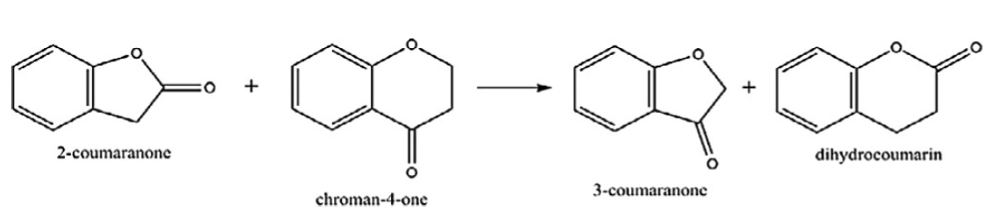 O
O
+
O
O
O
O
+
O
O
2-coumaranone
chroman-4-one
3-coumaranone
dihydrocoumarin